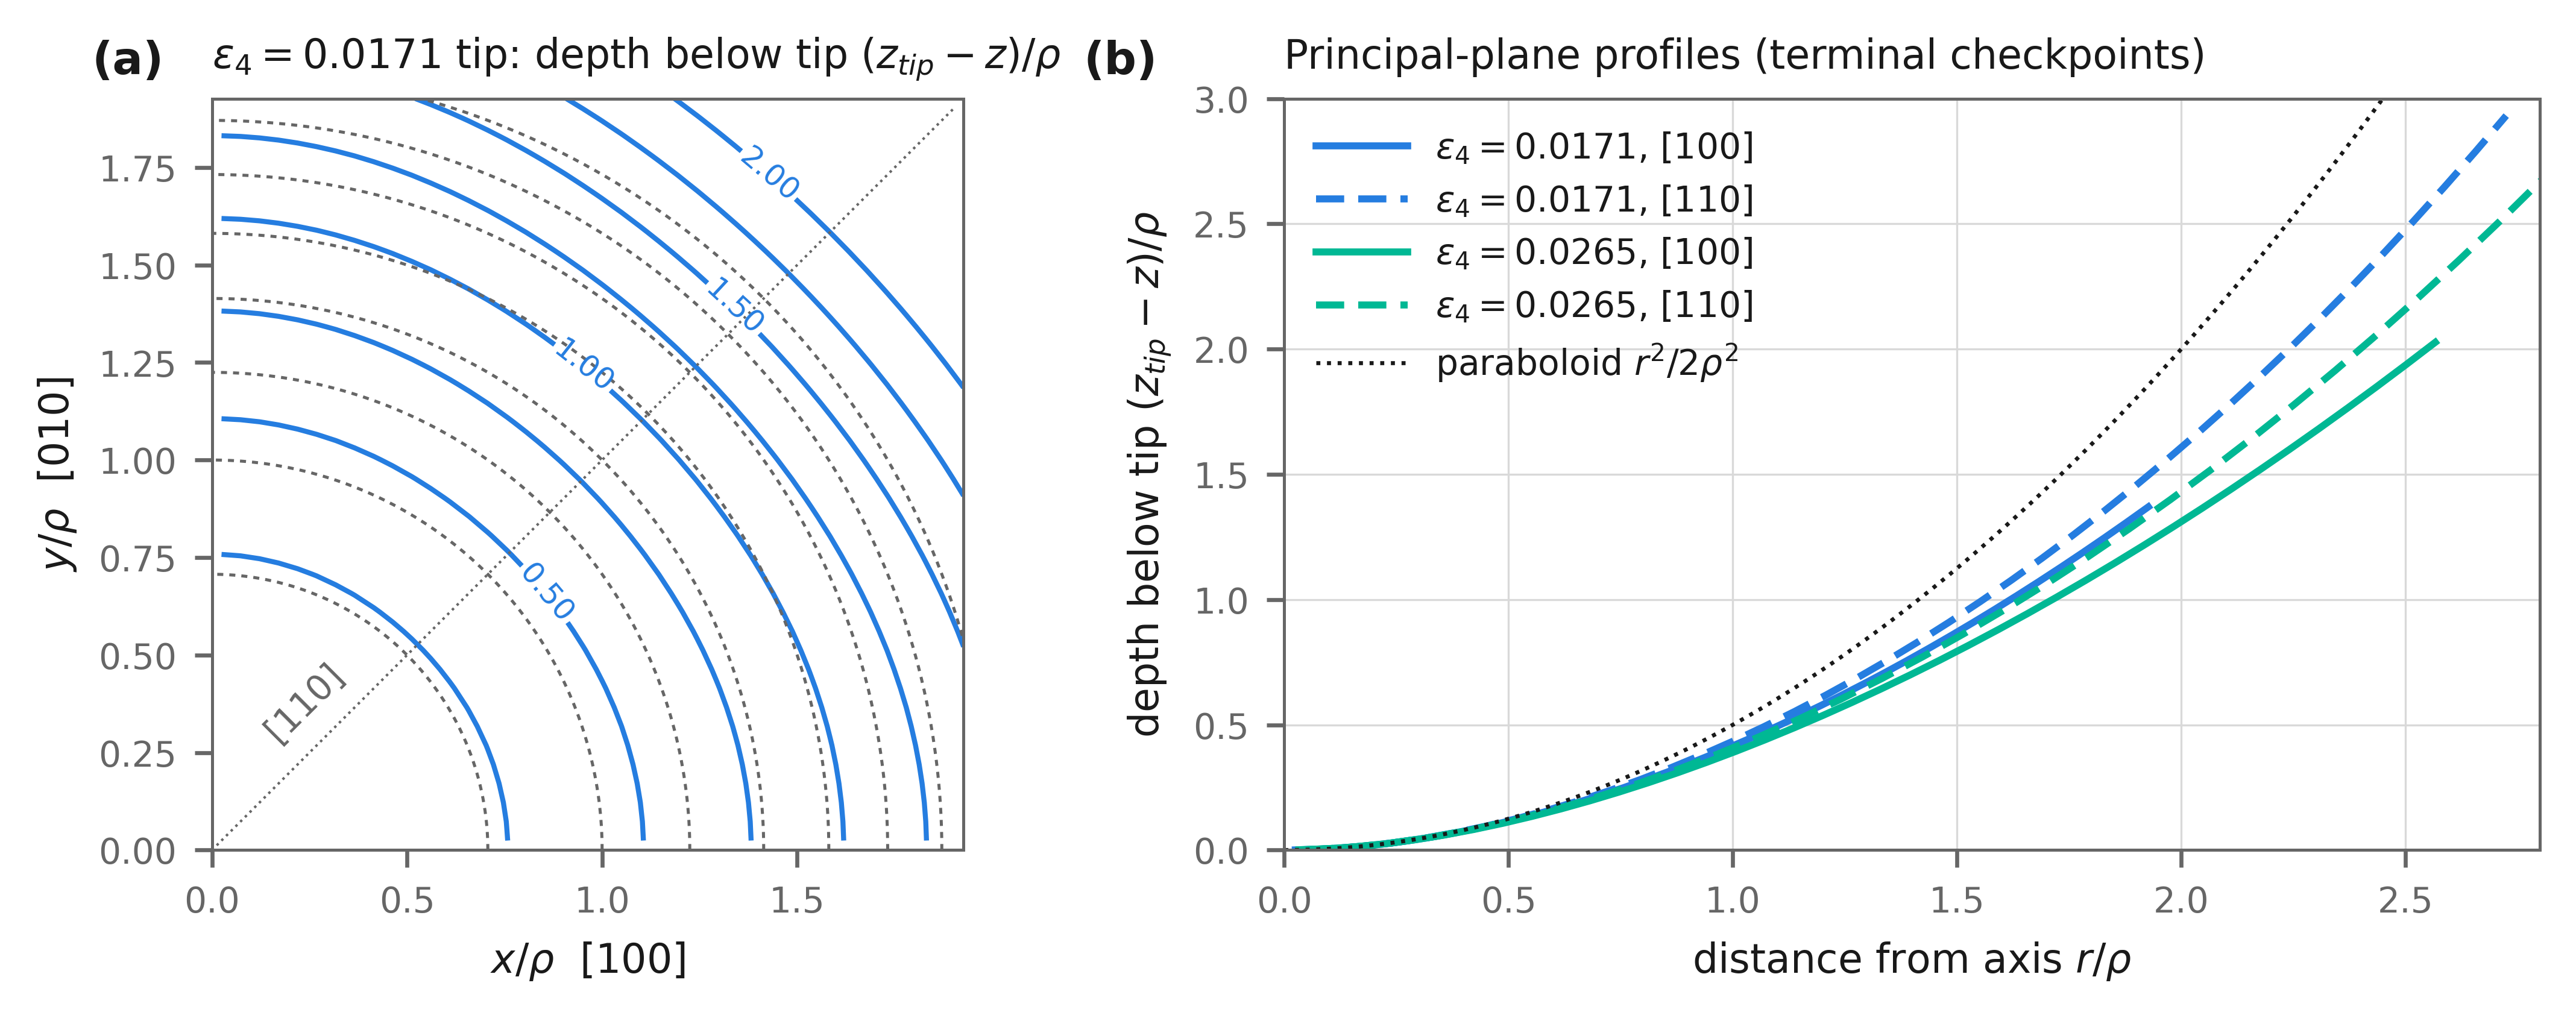 (a) ε₄ = 0.0171 tip: depth below tip (z_tip − z)/ρ
2.00
1.50
1.00
0.50
[110]
1.75
1.50
1.25
1.00
0.75
0.50
0.25
0.00
y/ρ [010]
0.0 0.5 1.0 1.5
x/ρ [100]
(b) Principal-plane profiles (terminal checkpoints)
ε₄ = 0.0171, [100]
ε₄ = 0.0171, [110]
ε₄ = 0.0265, [100]
ε₄ = 0.0265, [110]
paraboloid r²/2ρ²
3.0
2.5
2.0
1.5
1.0
0.5
0.0
depth below tip (z_tip − z)/ρ
0.0 0.5 1.0 1.5 2.0 2.5
distance from axis r/ρ